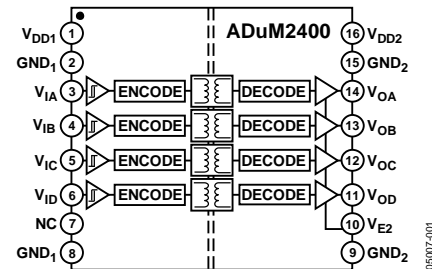 ADuM2400
VDD1 1 16 VDD2
GND1 2 15 GND2
VIA 3 ENCODE DECODE 14 VOA
VIB 4 ENCODE DECODE 13 VOB
VIC 5 ENCODE DECODE 12 VOC
VID 6 ENCODE DECODE 11 VOD
NC 7 10 VE2
GND1 8 9 GND2
05007-001